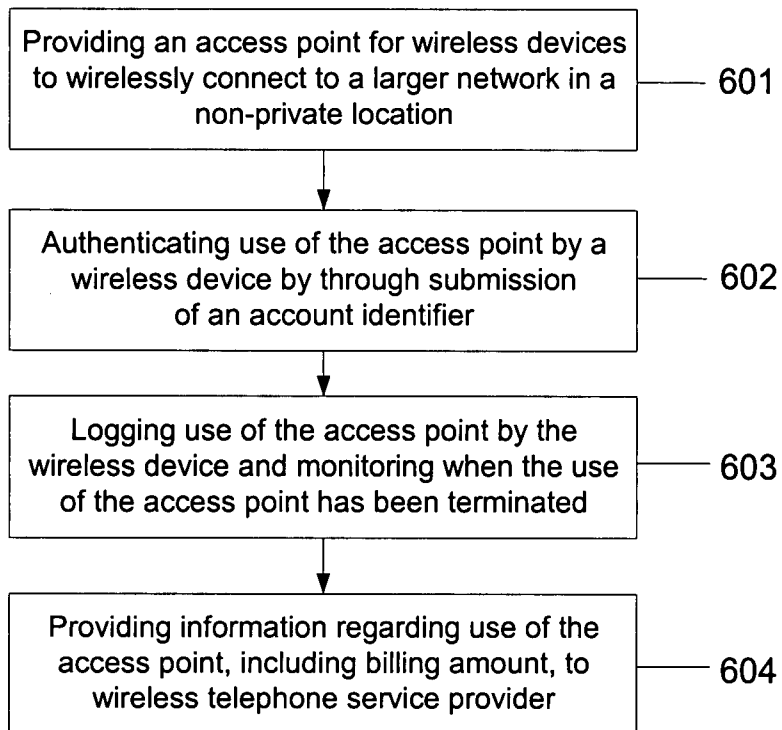 Providing an access point for wireless devices
to wirelessly connect to a larger network in a
non-private location
601
Authenticating use of the access point by a
wireless device by through submission
of an account identifier
602
Logging use of the access point by the
wireless device and monitoring when the use
of the access point has been terminated
603
Providing information regarding use of the
access point, including billing amount, to
wireless telephone service provider
604